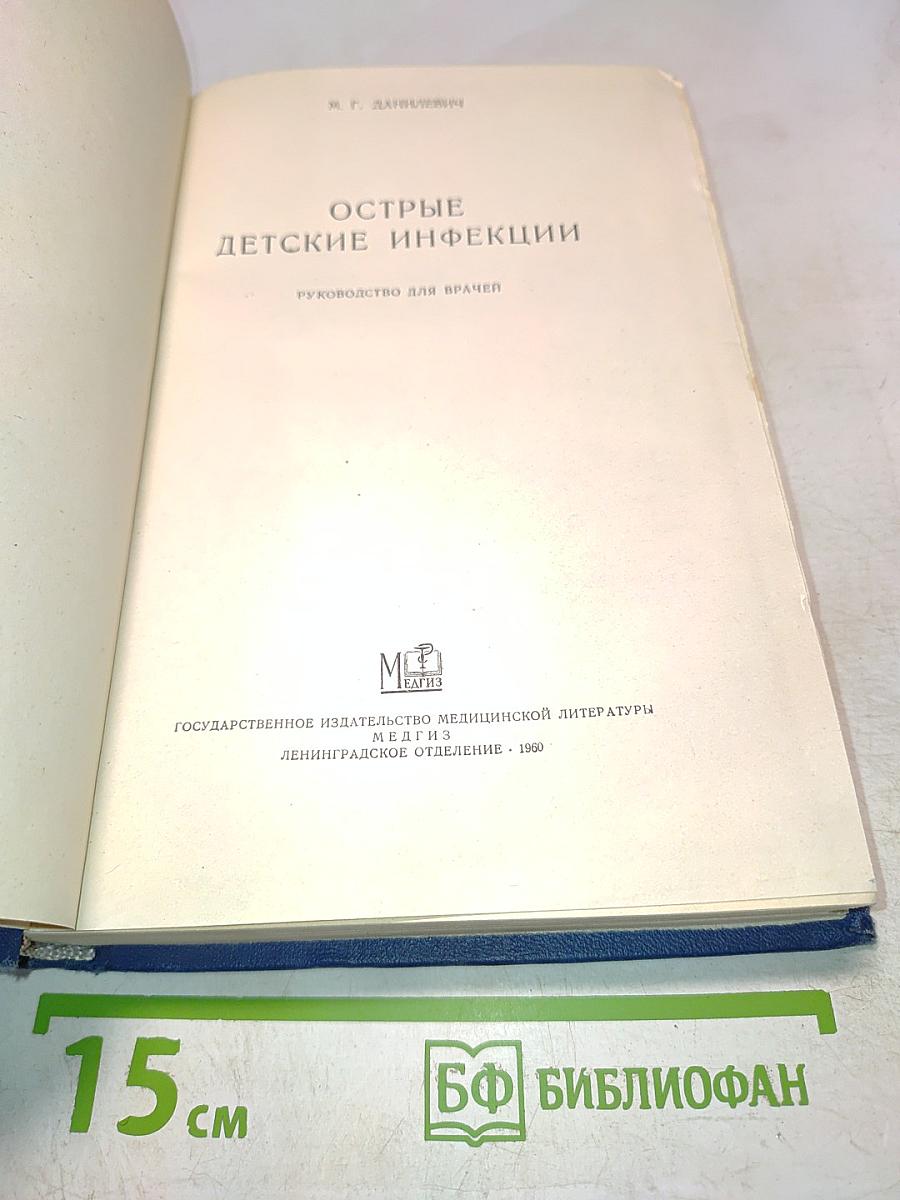 М. Г. ДАНИЛЕВИЧ
ОСТРЫЕ
ДЕТСКИЕ ИНФЕКЦИИ
РУКОВОДСТВО ДЛЯ ВРАЧЕЙ
МЕДГИЗ
ГОСУДАРСТВЕННОЕ ИЗДАТЕЛЬСТВО МЕДИЦИНСКОЙ ЛИТЕРАТУРЫ
МЕДГИЗ
ЛЕНИНГРАДСКОЕ ОТДЕЛЕНИЕ · 1960
15 см
БФ БИБЛИОФАН